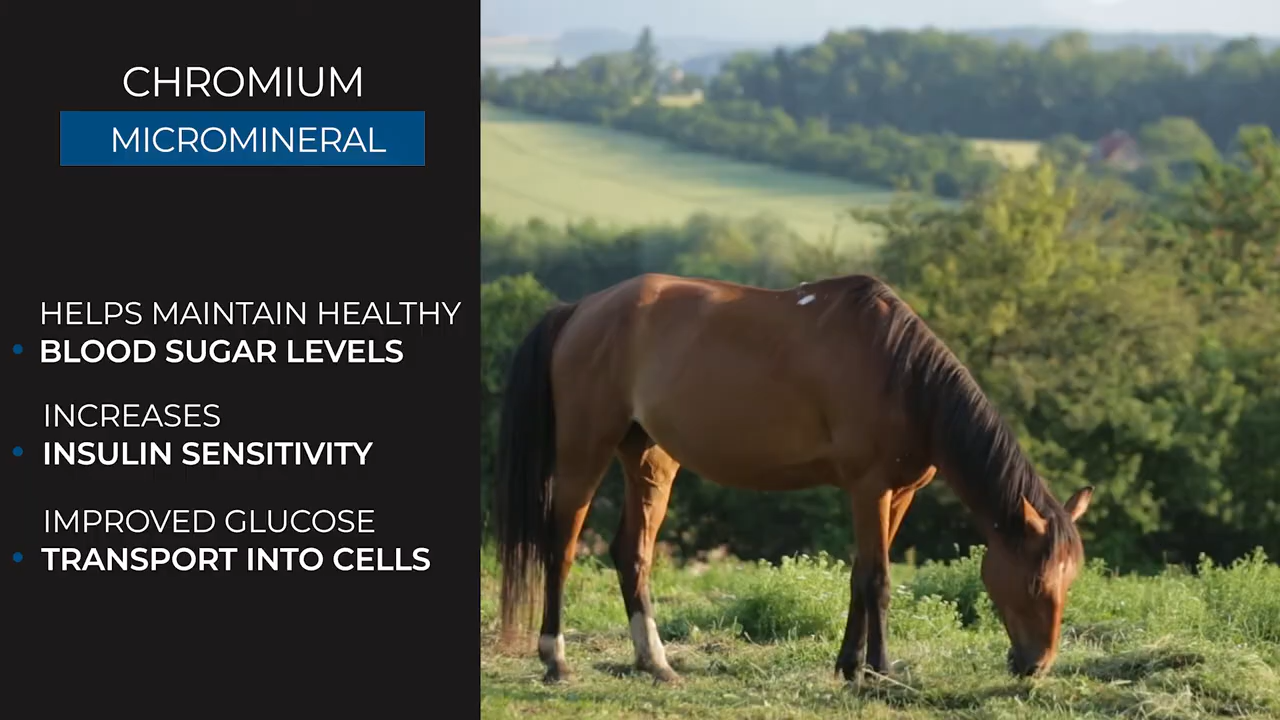 CHROMIUM
MICROMINERAL
HELPS MAINTAIN HEALTHY
BLOOD SUGAR LEVELS
INCREASES
INSULIN SENSITIVITY
IMPROVED GLUCOSE
TRANSPORT INTO CELLS